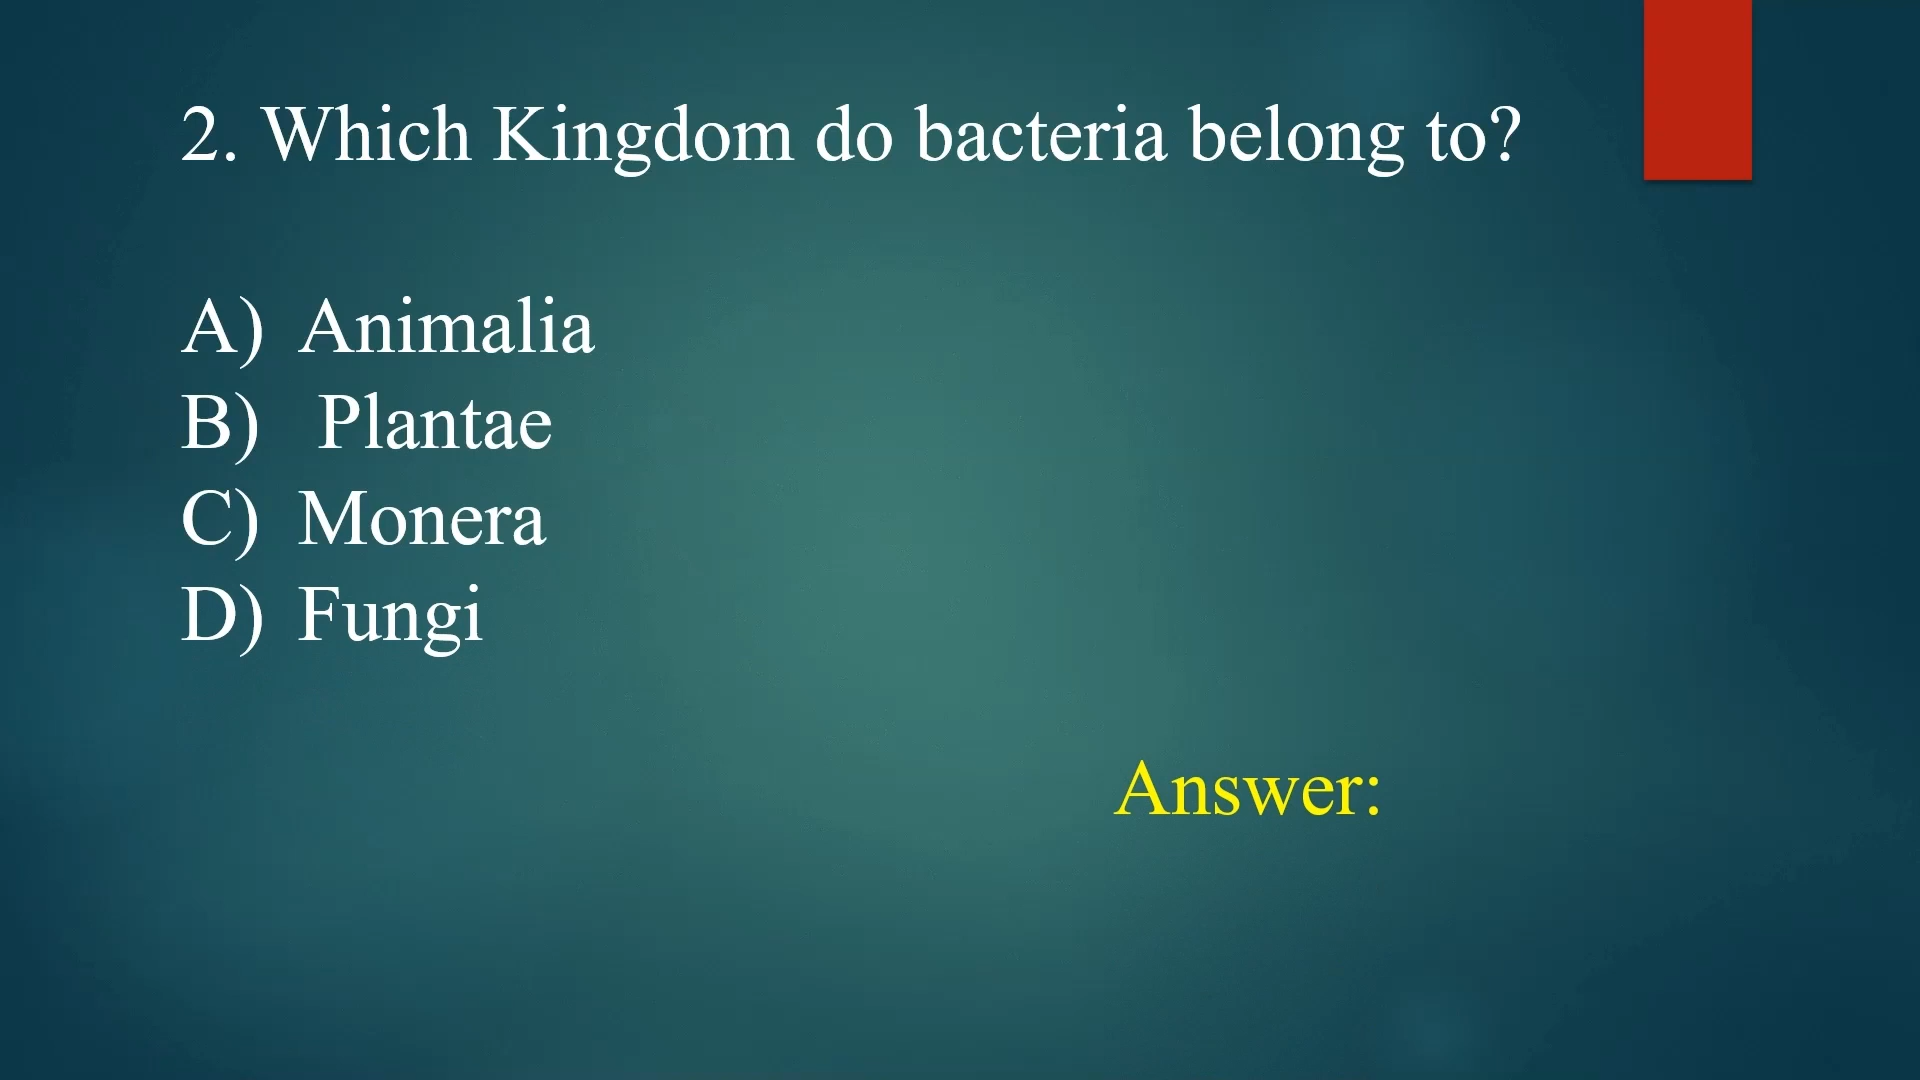 2. Which Kingdom do bacteria belong to?
A) Animalia
B) Plantae
C) Monera
D) Fungi
Answer: